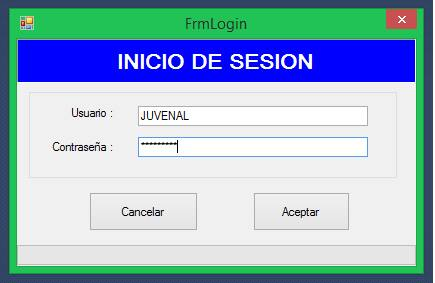 FrmLogin
INICIO DE SESION
Usuario : JUVENAL
Contraseña : *********
Cancelar Aceptar